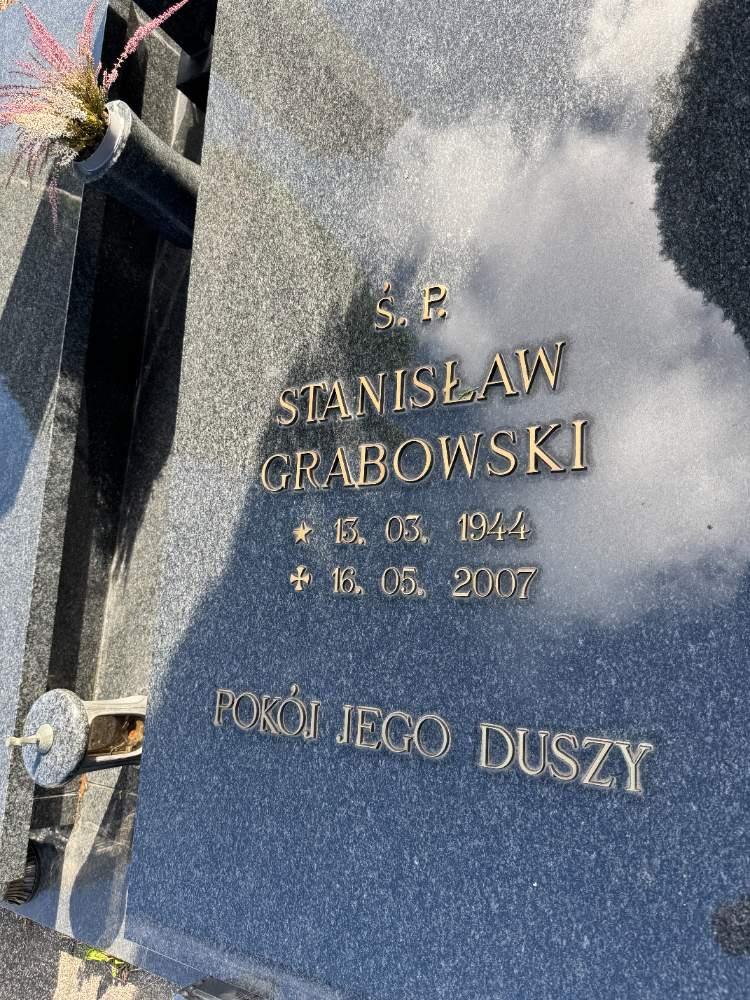 Ś. P.
STANISŁAW
GRABOWSKI
★ 13. 03. 1944
✠ 16. 05. 2007
POKÓJ JEGO DUSZY